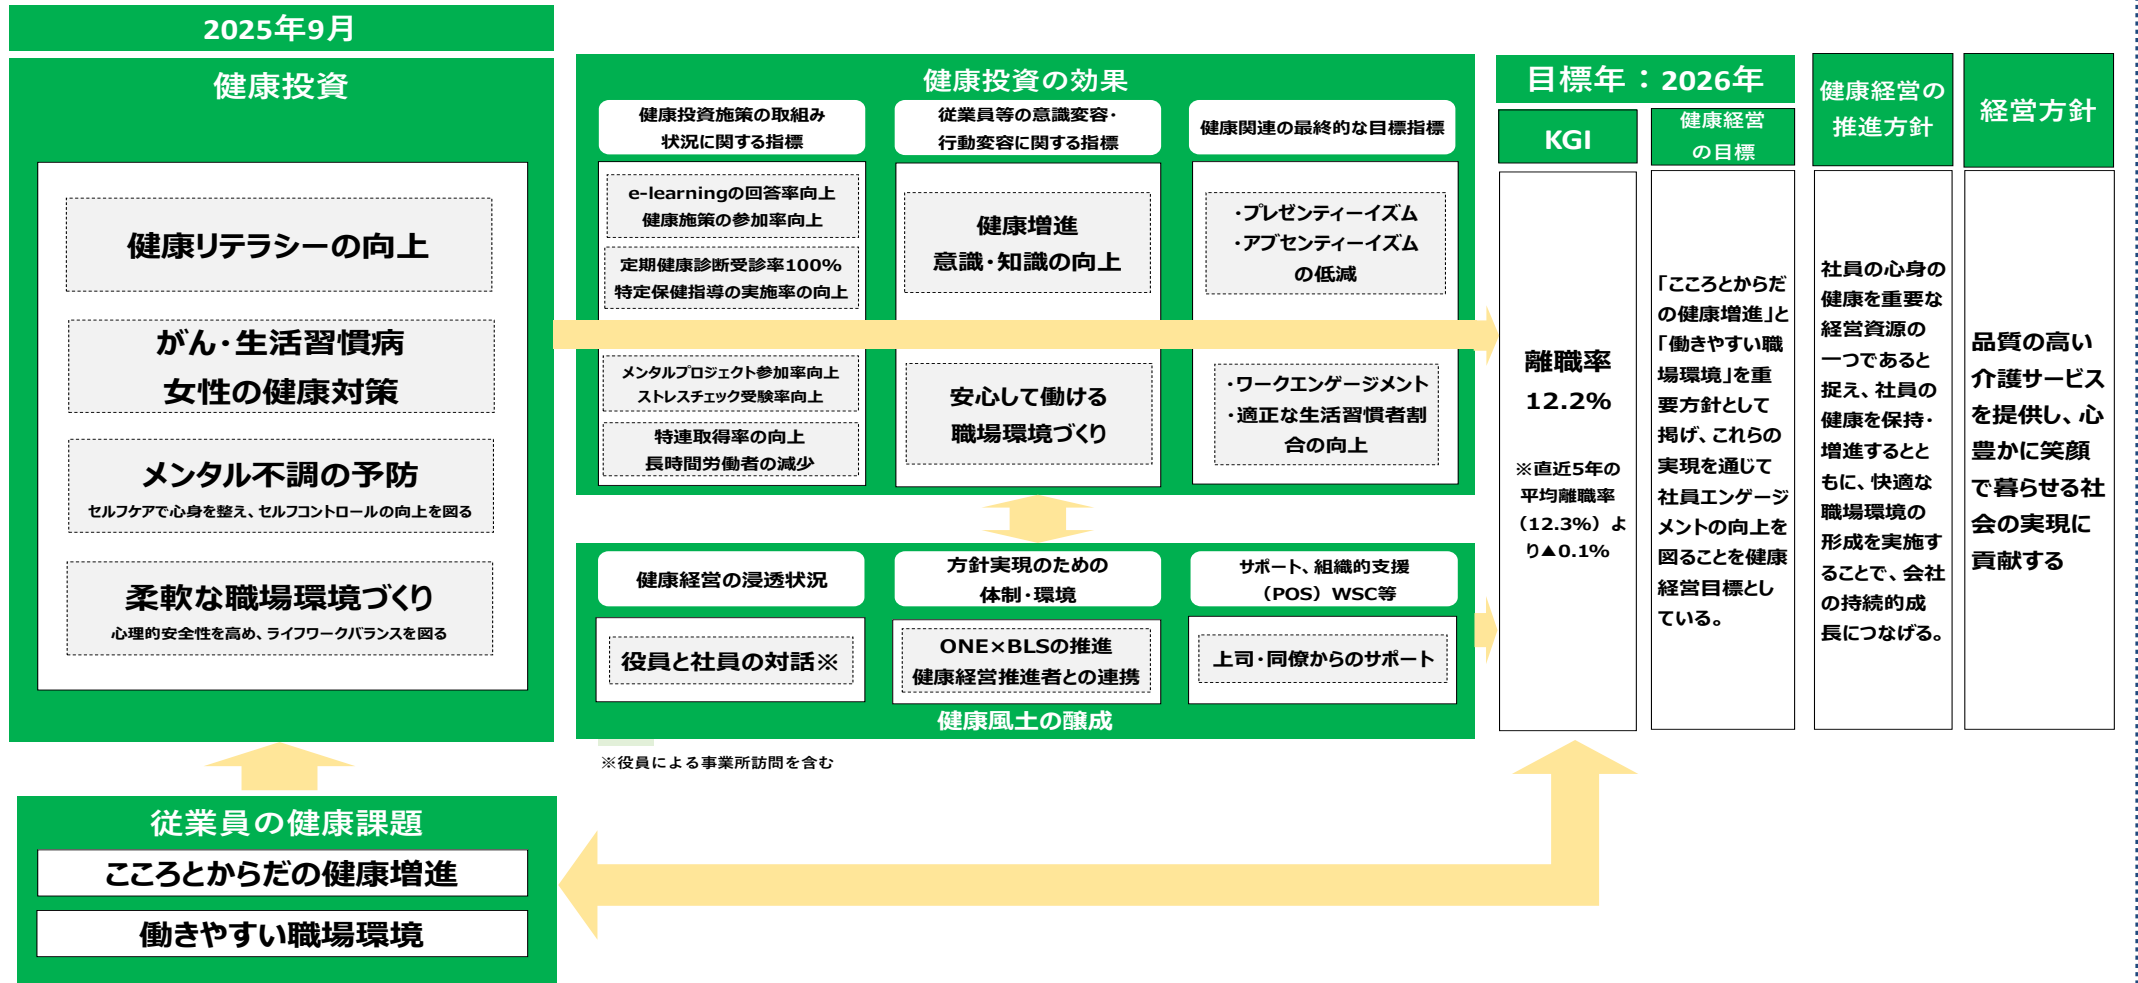 2025年9月
健康投資
健康リテラシーの向上
がん・生活習慣病
女性の健康対策
メンタル不調の予防
セルフケアで心身を整え、セルフコントロールの向上を図る
柔軟な職場環境づくり
心理的安全性を高め、ライフワークバランスを図る
従業員の健康課題
こころとからだの健康増進
働きやすい職場環境
健康投資の効果
健康投資施策の取組み
状況に関する指標
e-learningの回答率向上
健康施策の参加率向上
定期健康診断受診率100%
特定保健指導の実施率の向上
メンタルプロジェクト参加率向上
ストレスチェック受験率向上
特連取得率の向上
長時間労働者の減少
従業員等の意識変容・
行動変容に関する指標
健康増進
意識・知識の向上
安心して働ける
職場環境づくり
健康関連の最終的な目標指標
・プレゼンティーイズム
・アブセンティーイズム
の低減
・ワークエンゲージメント
・適正な生活習慣者割
合の向上
健康経営の浸透状況
役員と社員の対話※
方針実現のための
体制・環境
ONE×BLSの推進
健康経営推進者との連携
サポート、組織的支援
（POS）WSC等
上司・同僚からのサポート
健康風土の醸成
※役員による事業所訪問を含む
目標年：2026年
KGI
離職率
12.2%
※直近5年の
平均離職率
（12.3%）よ
り▲0.1%
健康経営
の目標
「こころとからだ
の健康増進」と
「働きやすい職
場環境」を重
要方針として
掲げ、これらの
実現を通じて
社員エンゲージ
メントの向上を
図ることを健康
経営目標とし
ている。
健康経営の
推進方針
社員の心身の
健康を重要な
経営資源の
一つであると
捉え、社員の
健康を保持・
増進するとと
もに、快適な
職場環境の
形成を実施す
ることで、会社
の持続的成
長につなげる。
経営方針
品質の高い
介護サービス
を提供し、心
豊かに笑顔
で暮らせる社
会の実現に
貢献する